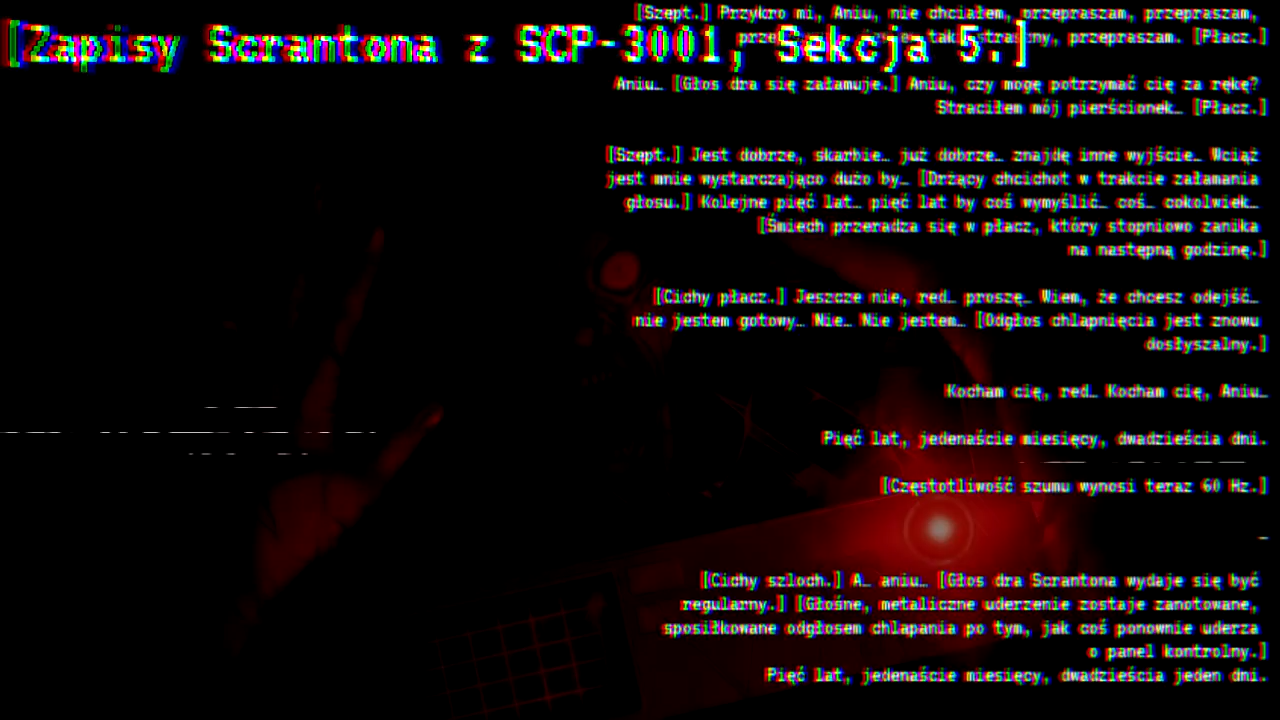 [Zapisy Scrantona z SCP-3001, Sekcja 5.]
[Szept.] Przykro mi, Aniu, nie chciałem, przepraszam, przepraszam,
przepraszam. [Płacz.]
Aniu… [Głos dra się załamuje.] Aniu, czy mogę potrzymać cię za rękę?
Straciłem mój pierścionek… [Płacz.]
[Szept.] Jest dobrze, skarbie… już dobrze… znajdę inne wyjście… Wciąż
jest mnie wystarczająco dużo by… [Drżący chcichot w trakcie załamania
głosu.] Kolejne pięć lat… pięć lat by coś wymyślić… coś… cokolwiek…
[Śmiech przeradza się w płacz, który stopniowo zanika
na następną godzinę.]
[Cichy płacz.] Jeszcze nie, red… proszę… Wiem, że chcesz odejść…
nie jestem gotowy… Nie… Nie jestem… [Odgłos chlapnięcia jest znowu
dosłyszalny.]
Kocham cię, red… Kocham cię, Aniu…
Pięć lat, jedenaście miesięcy, dwadzieścia dni.
[Częstotliwość szumu wynosi teraz 60 Hz.]
–
[Cichy szloch.] A… aniu… [Głos dra Scrantona wydaje się być
regularny.] [Głośne, metaliczne uderzenie zostaje zanotowane,
sposiłkowane odgłosem chlapania po tym, jak coś ponownie uderza
o panel kontrolny.]
Pięć lat, jedenaście miesięcy, dwadzieścia jeden dni.